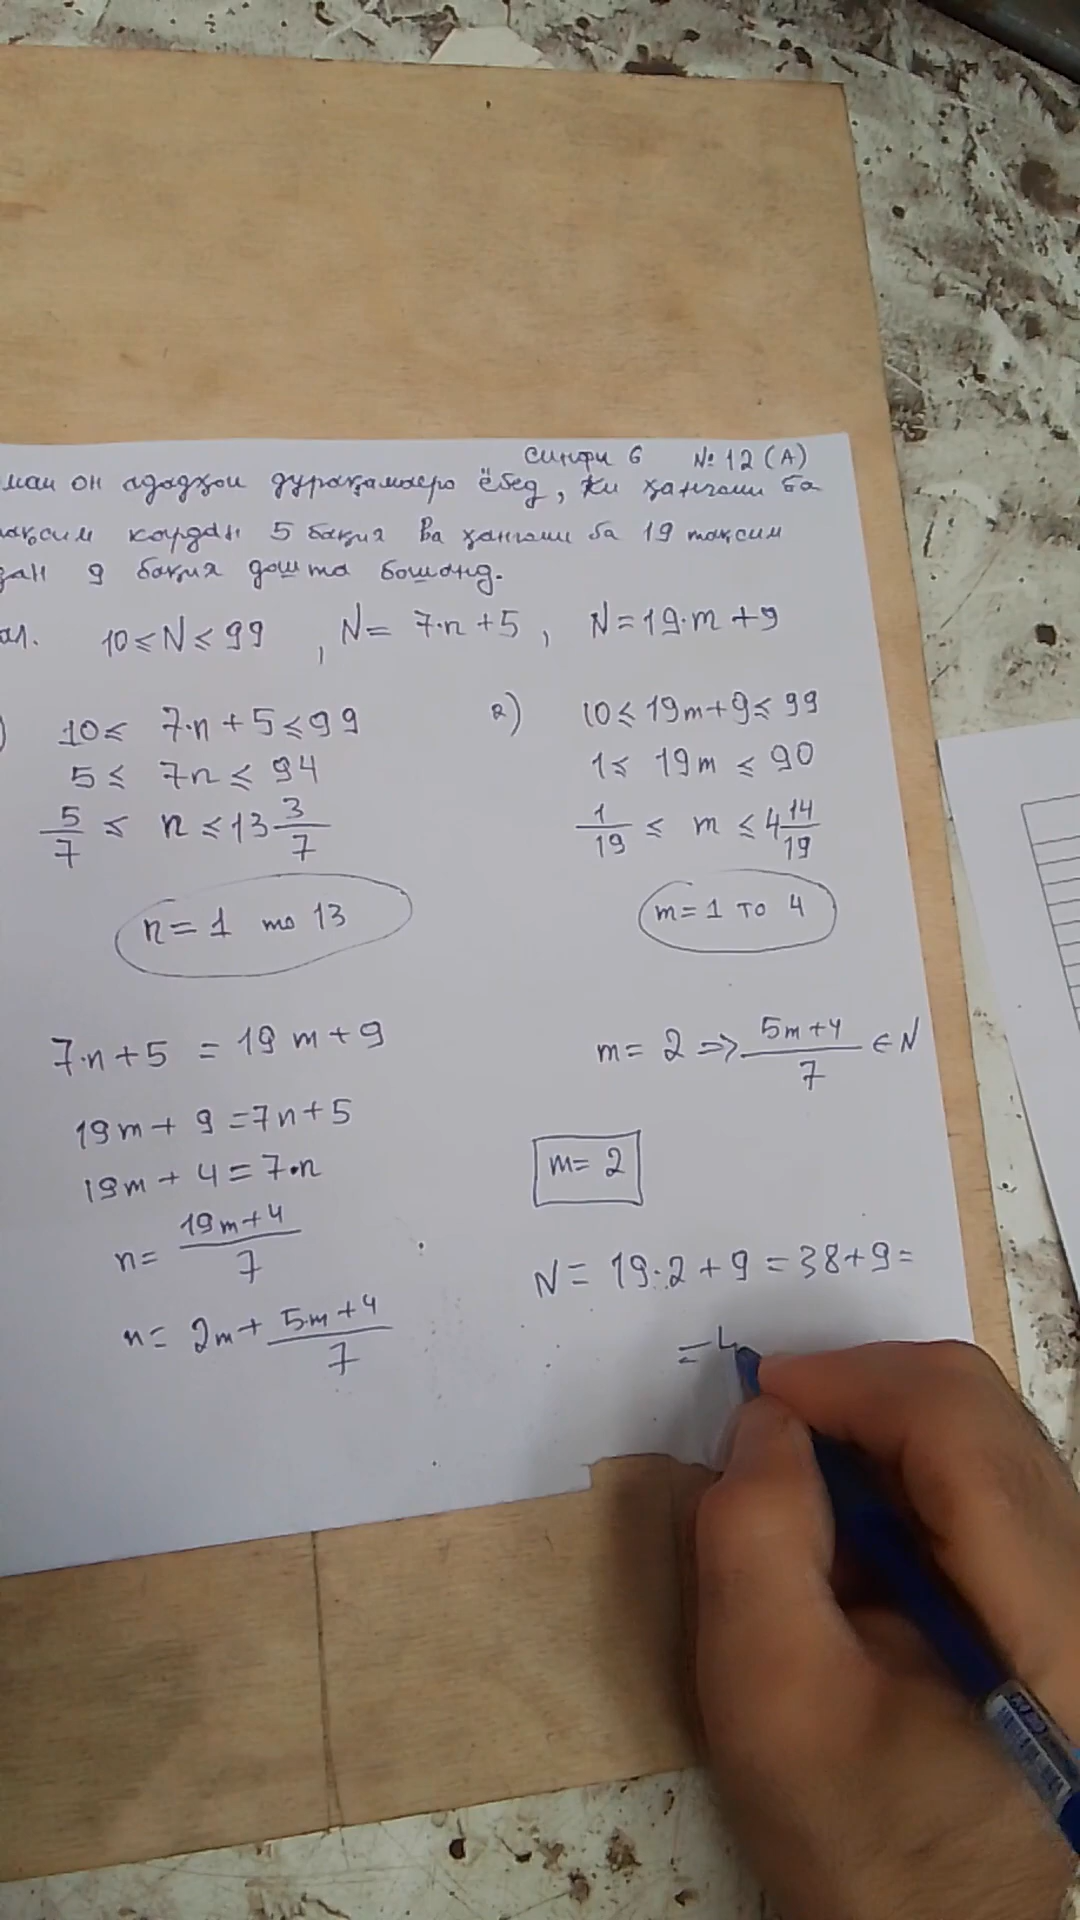 синфи 6 № 12 (А)
он ададҳои дурақамаеро ёбед, ки ҳангоми ба
кардан 5 бақия ва ҳангоми ба 19 тақсим
9 бақия дошта бошанд.
10 ≤ N ≤ 99 , N = 7·n + 5 , N = 19·m + 9
10 ≤ 7·n + 5 ≤ 99
5 ≤ 7n ≤ 94
5/7 ≤ n ≤ 13 3/7
n = 1 то 13
2) 10 ≤ 19m + 9 ≤ 99
1 ≤ 19m ≤ 90
1/19 ≤ m ≤ 4 14/19
m = 1 то 4
7·n + 5 = 19m + 9
19m + 9 = 7n + 5
19m + 4 = 7·n
n = (19m + 4)/7
n = 2m + (5m + 4)/7
m = 2 => (5m + 4)/7 ∈ N
m = 2
N = 19·2 + 9 = 38 + 9 =
= 4